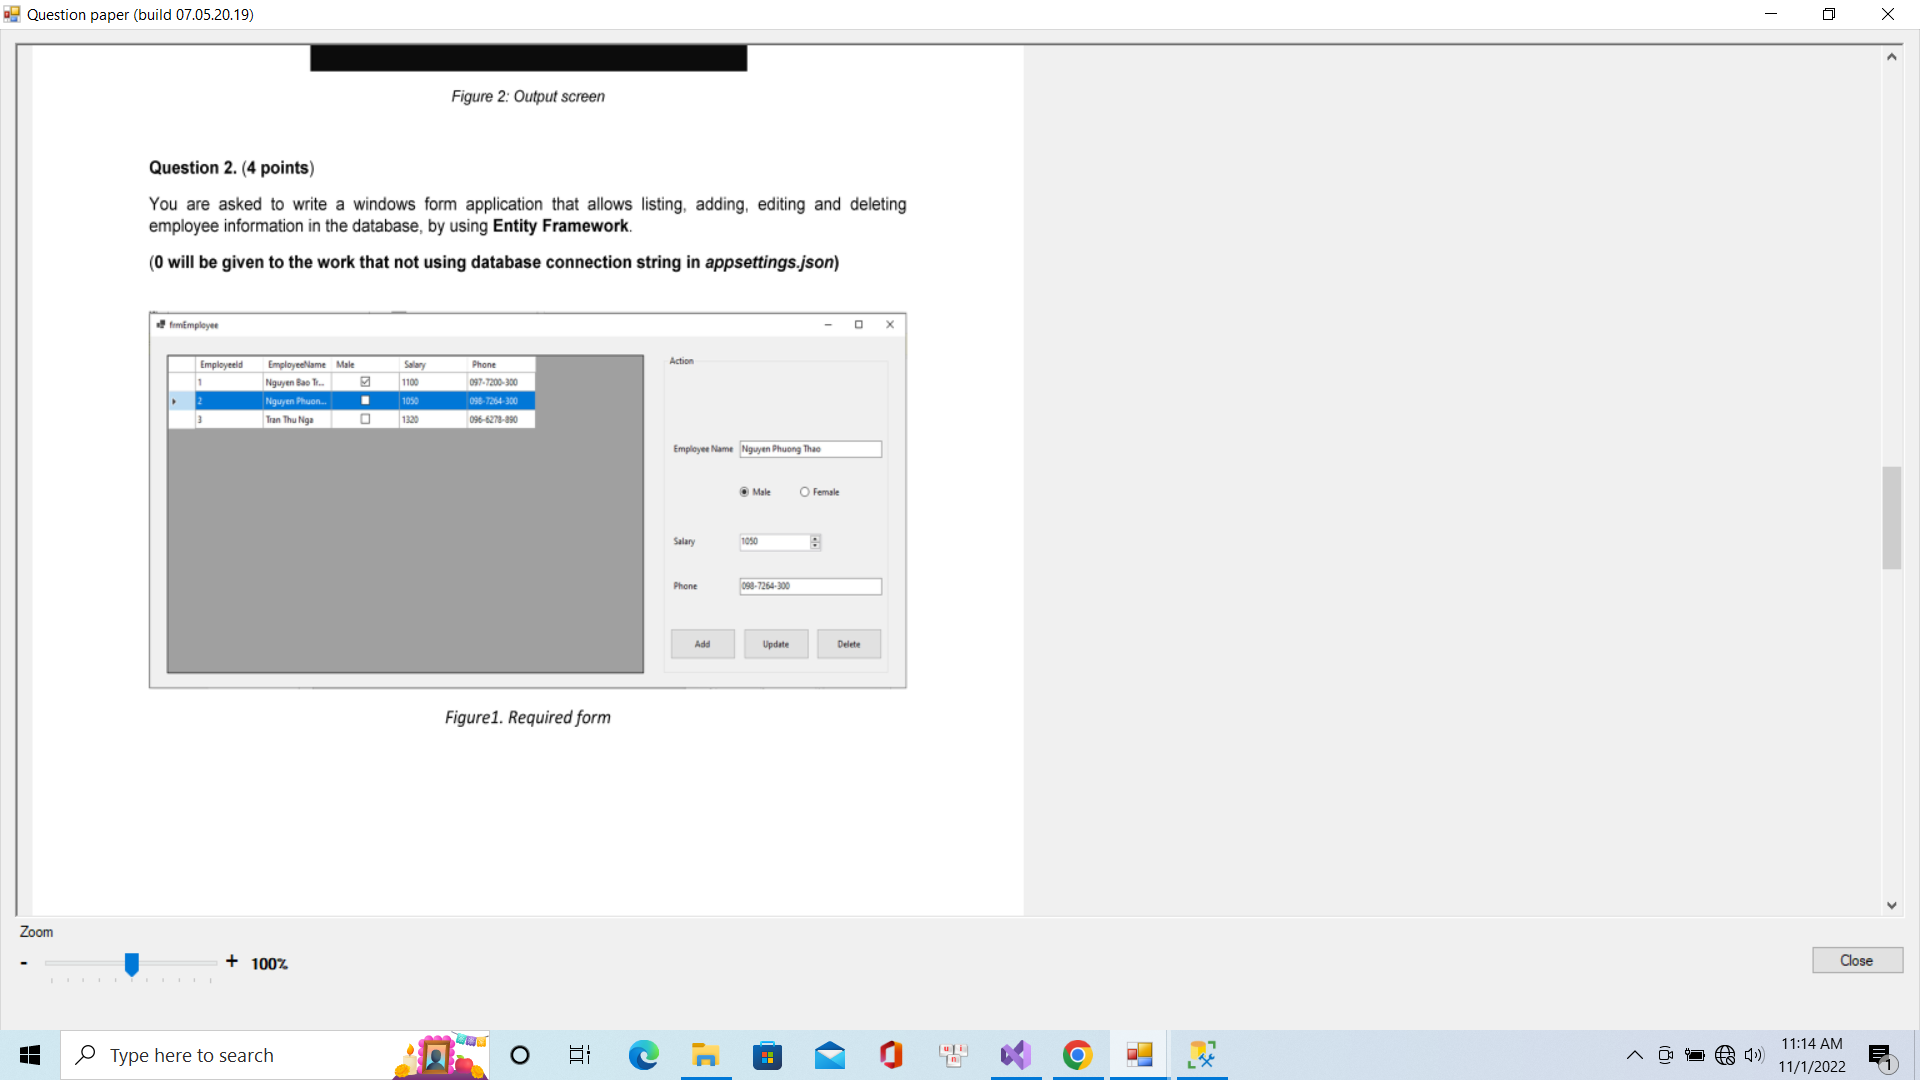 Question paper (build 07.05.20.19)
Figure 2: Output screen
Question 2. (4 points)
You are asked to write a windows form application that allows listing, adding, editing and deleting
employee information in the database, by using Entity Framework.
(0 will be given to the work that not using database connection string in appsettings.json)
frmEmployee
EmployeeId EmployeeName Male Salary Phone
1 Nguyen Bao Tr... 1100 097-7200-300
2 Nguyen Phuon... 1050 098-7264-300
3 Tran Thu Nga 1320 096-6278-890
Action
Employee Name Nguyen Phuong Thao
Male Female
Salary 1050
Phone 098-7264-300
Add Update Delete
Figure1. Required form
Zoom
- + 100%
Close
Type here to search
11:14 AM
11/1/2022
1